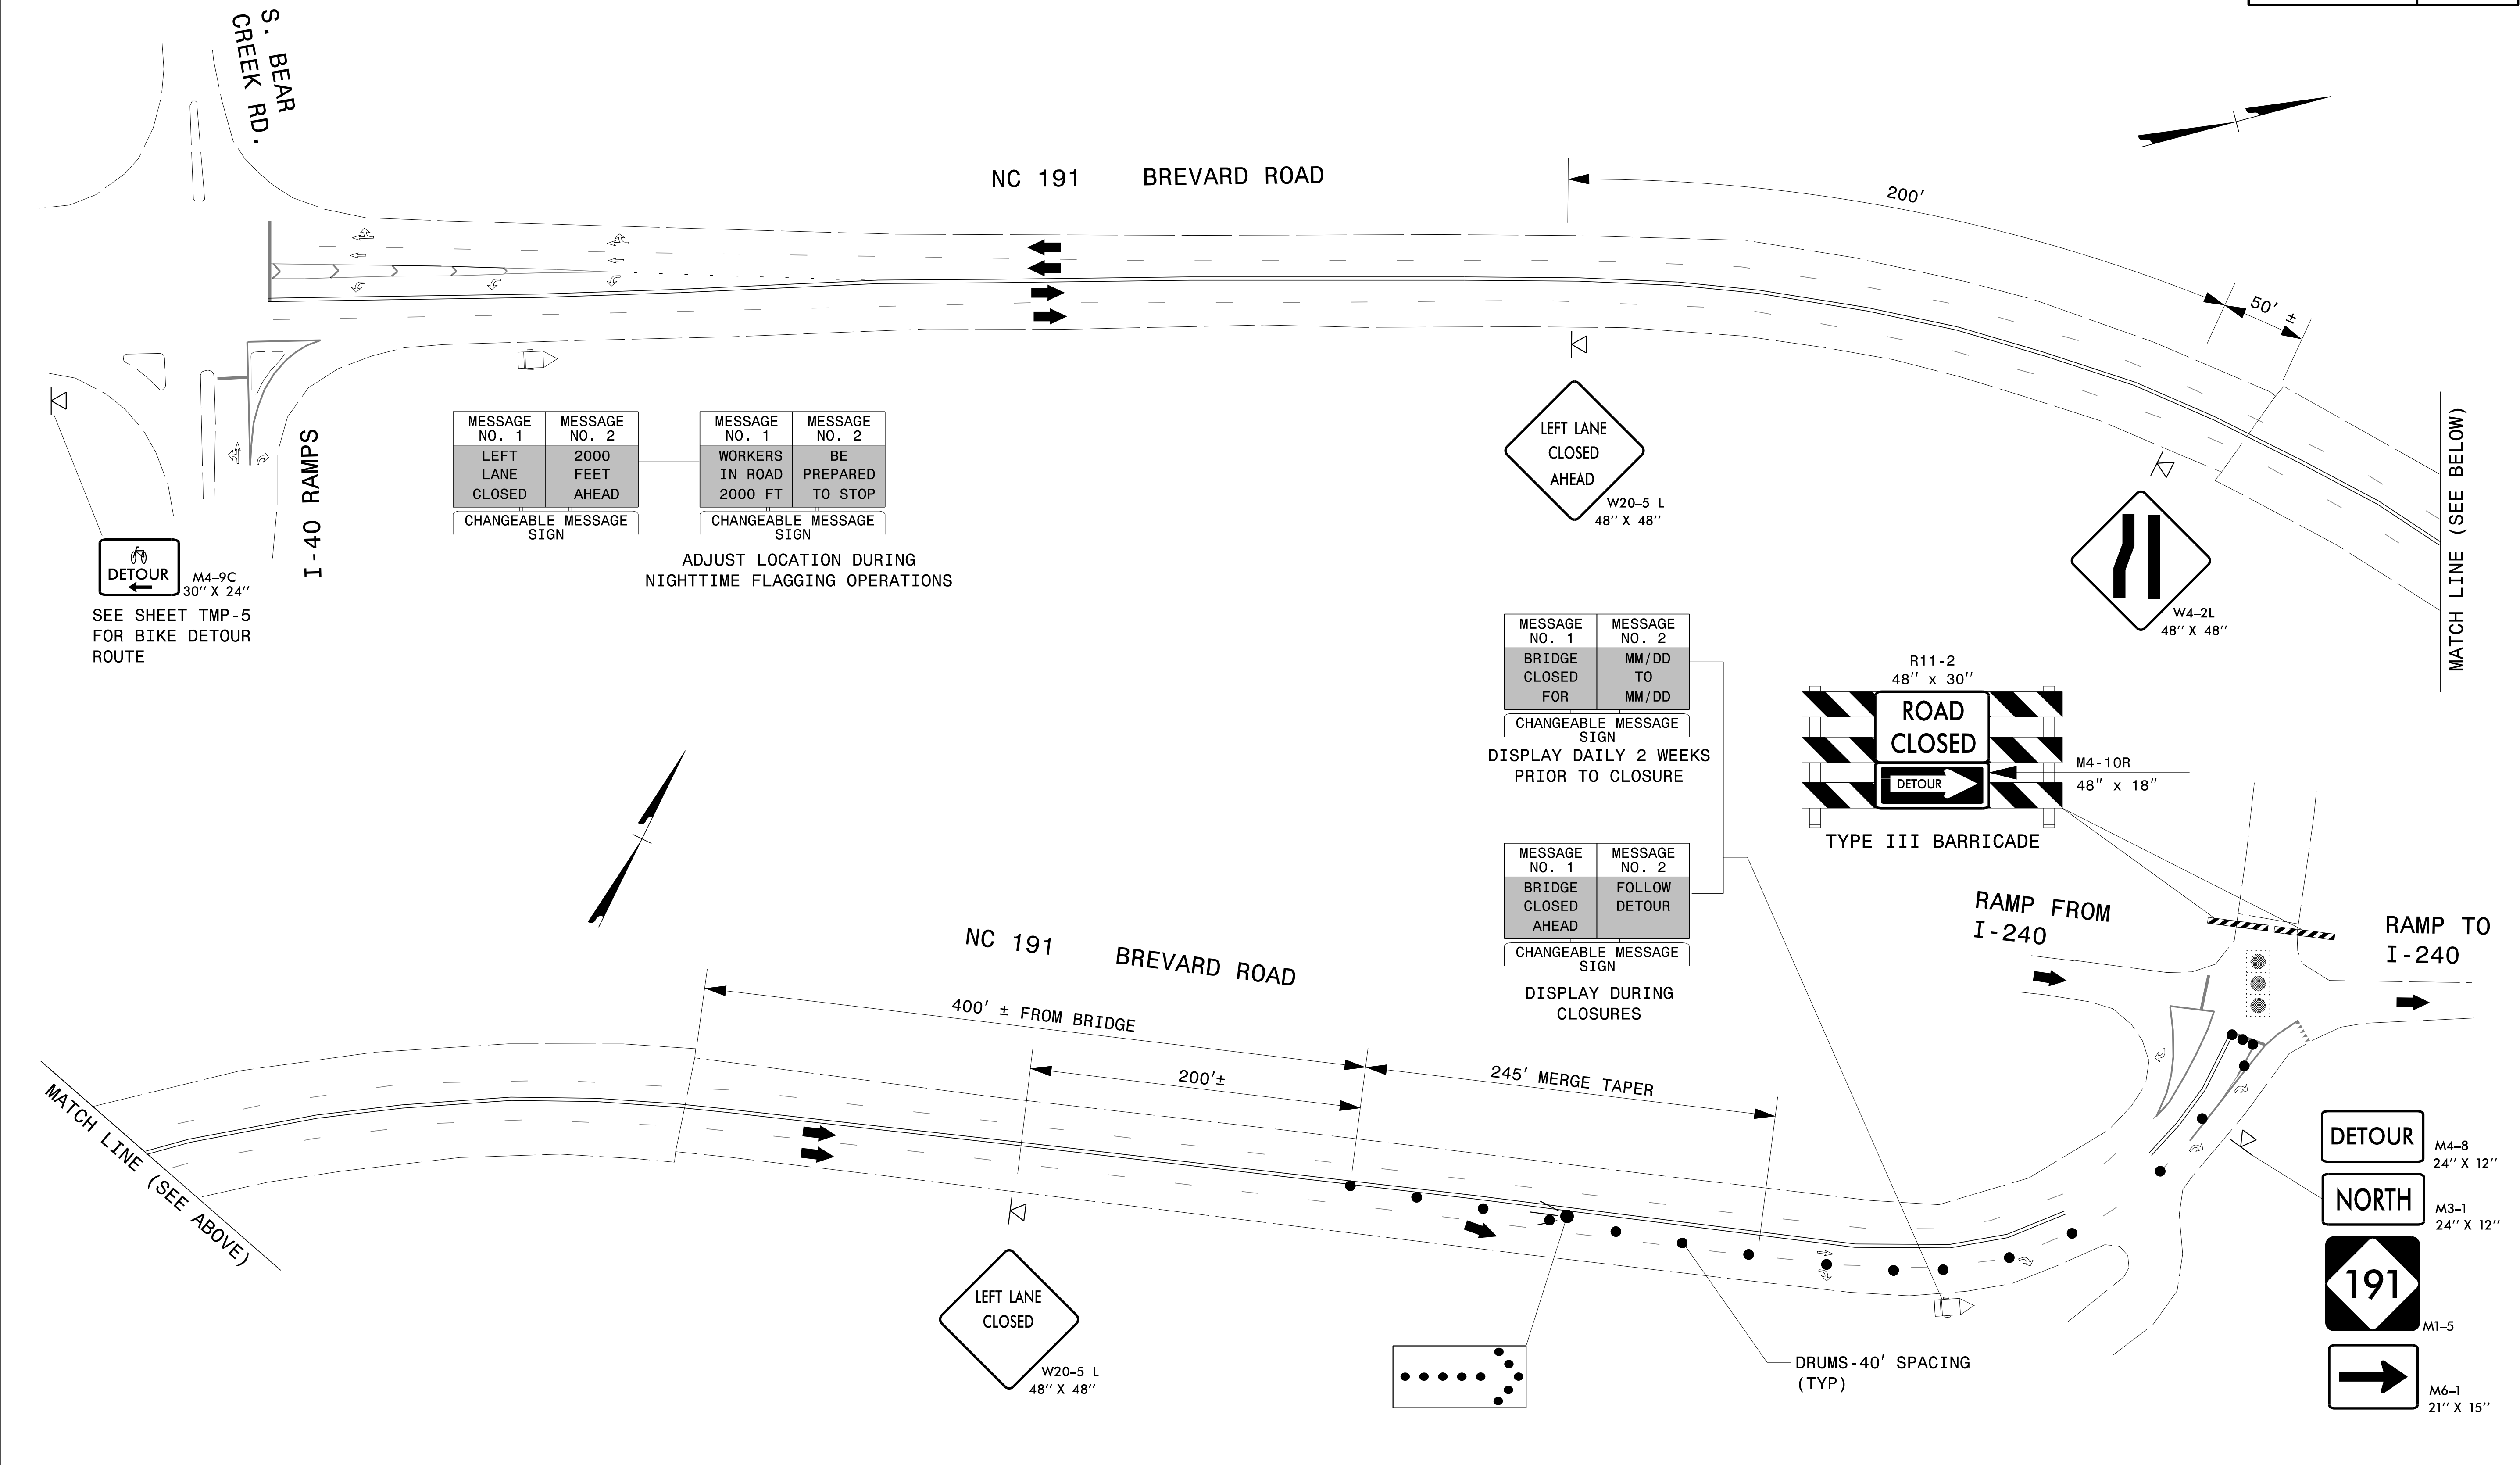 S. BEAR
CREEK RD.
NC 191 BREVARD ROAD
200'
50' ±
MATCH LINE (SEE BELOW)
I-40 RAMPS
MESSAGE NO. 1
MESSAGE NO. 2
LEFT LANE CLOSED
2000 FEET AHEAD
CHANGEABLE MESSAGE
SIGN
MESSAGE NO. 1
MESSAGE NO. 2
WORKERS IN ROAD 2000 FT
BE PREPARED TO STOP
CHANGEABLE MESSAGE
SIGN
ADJUST LOCATION DURING
NIGHTTIME FLAGGING OPERATIONS
LEFT LANE
CLOSED
AHEAD
W20-5 L
48'' X 48''
DETOUR
M4-9C
30'' X 24''
SEE SHEET TMP-5
FOR BIKE DETOUR
ROUTE
W4-2L
48'' X 48''
MESSAGE NO. 1
MESSAGE NO. 2
BRIDGE CLOSED FOR
MM/DD TO MM/DD
CHANGEABLE MESSAGE
SIGN
DISPLAY DAILY 2 WEEKS
PRIOR TO CLOSURE
R11-2
48'' x 30''
ROAD
CLOSED
DETOUR
M4-10R
48" x 18"
TYPE III BARRICADE
MESSAGE NO. 1
MESSAGE NO. 2
BRIDGE CLOSED AHEAD
FOLLOW DETOUR
CHANGEABLE MESSAGE
SIGN
DISPLAY DURING
CLOSURES
RAMP FROM
I-240
RAMP TO
I-240
NC 191 BREVARD ROAD
400' ± FROM BRIDGE
200'±
245' MERGE TAPER
MATCH LINE (SEE ABOVE)
LEFT LANE
CLOSED
W20-5 L
48'' X 48''
DRUMS-40' SPACING
(TYP)
DETOUR
M4-8
24'' X 12''
NORTH
M3-1
24'' X 12''
191
M1-5
M6-1
21'' X 15''